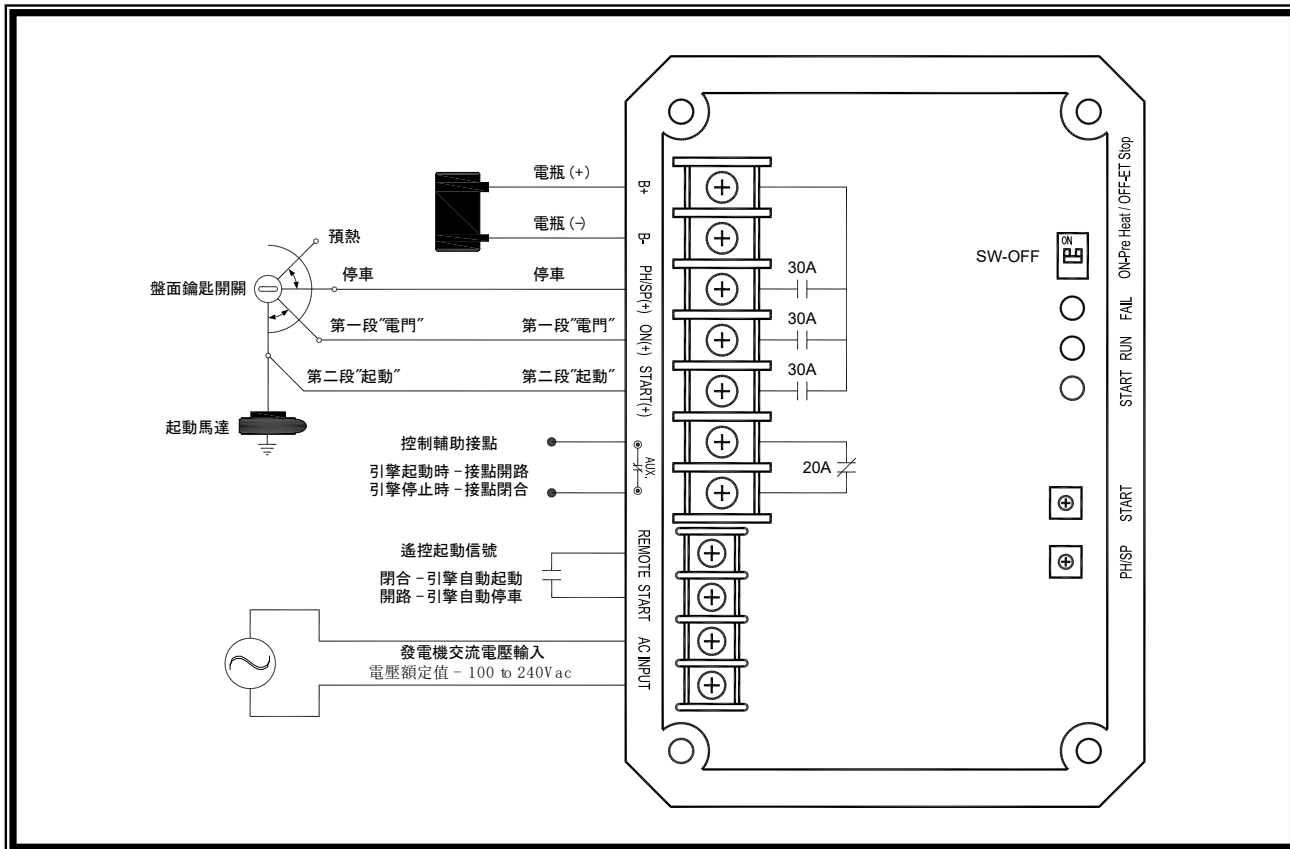 電瓶 (+)
B+
電瓶 (-)
B-
預熱
盤面鑰匙開關
停車
停車
PH/SP(+)
30A
第一段"電門"
第一段"電門"
ON(+)
30A
第二段"起動"
第二段"起動"
START(+)
30A
起動馬達
控制輔助接點
引擎起動時 - 接點開路
引擎停止時 - 接點閉合
AUX.
20A
遙控起動信號
閉合 - 引擎自動起動
開路 - 引擎自動停車
REMOTE START
發電機交流電壓輸入
電壓額定值 - 100 to 240Vac
AC INPUT
SW-OFF
ON
ON-Pre Heat / OFF-ET Stop
FAIL
RUN
START
START
PH/SP